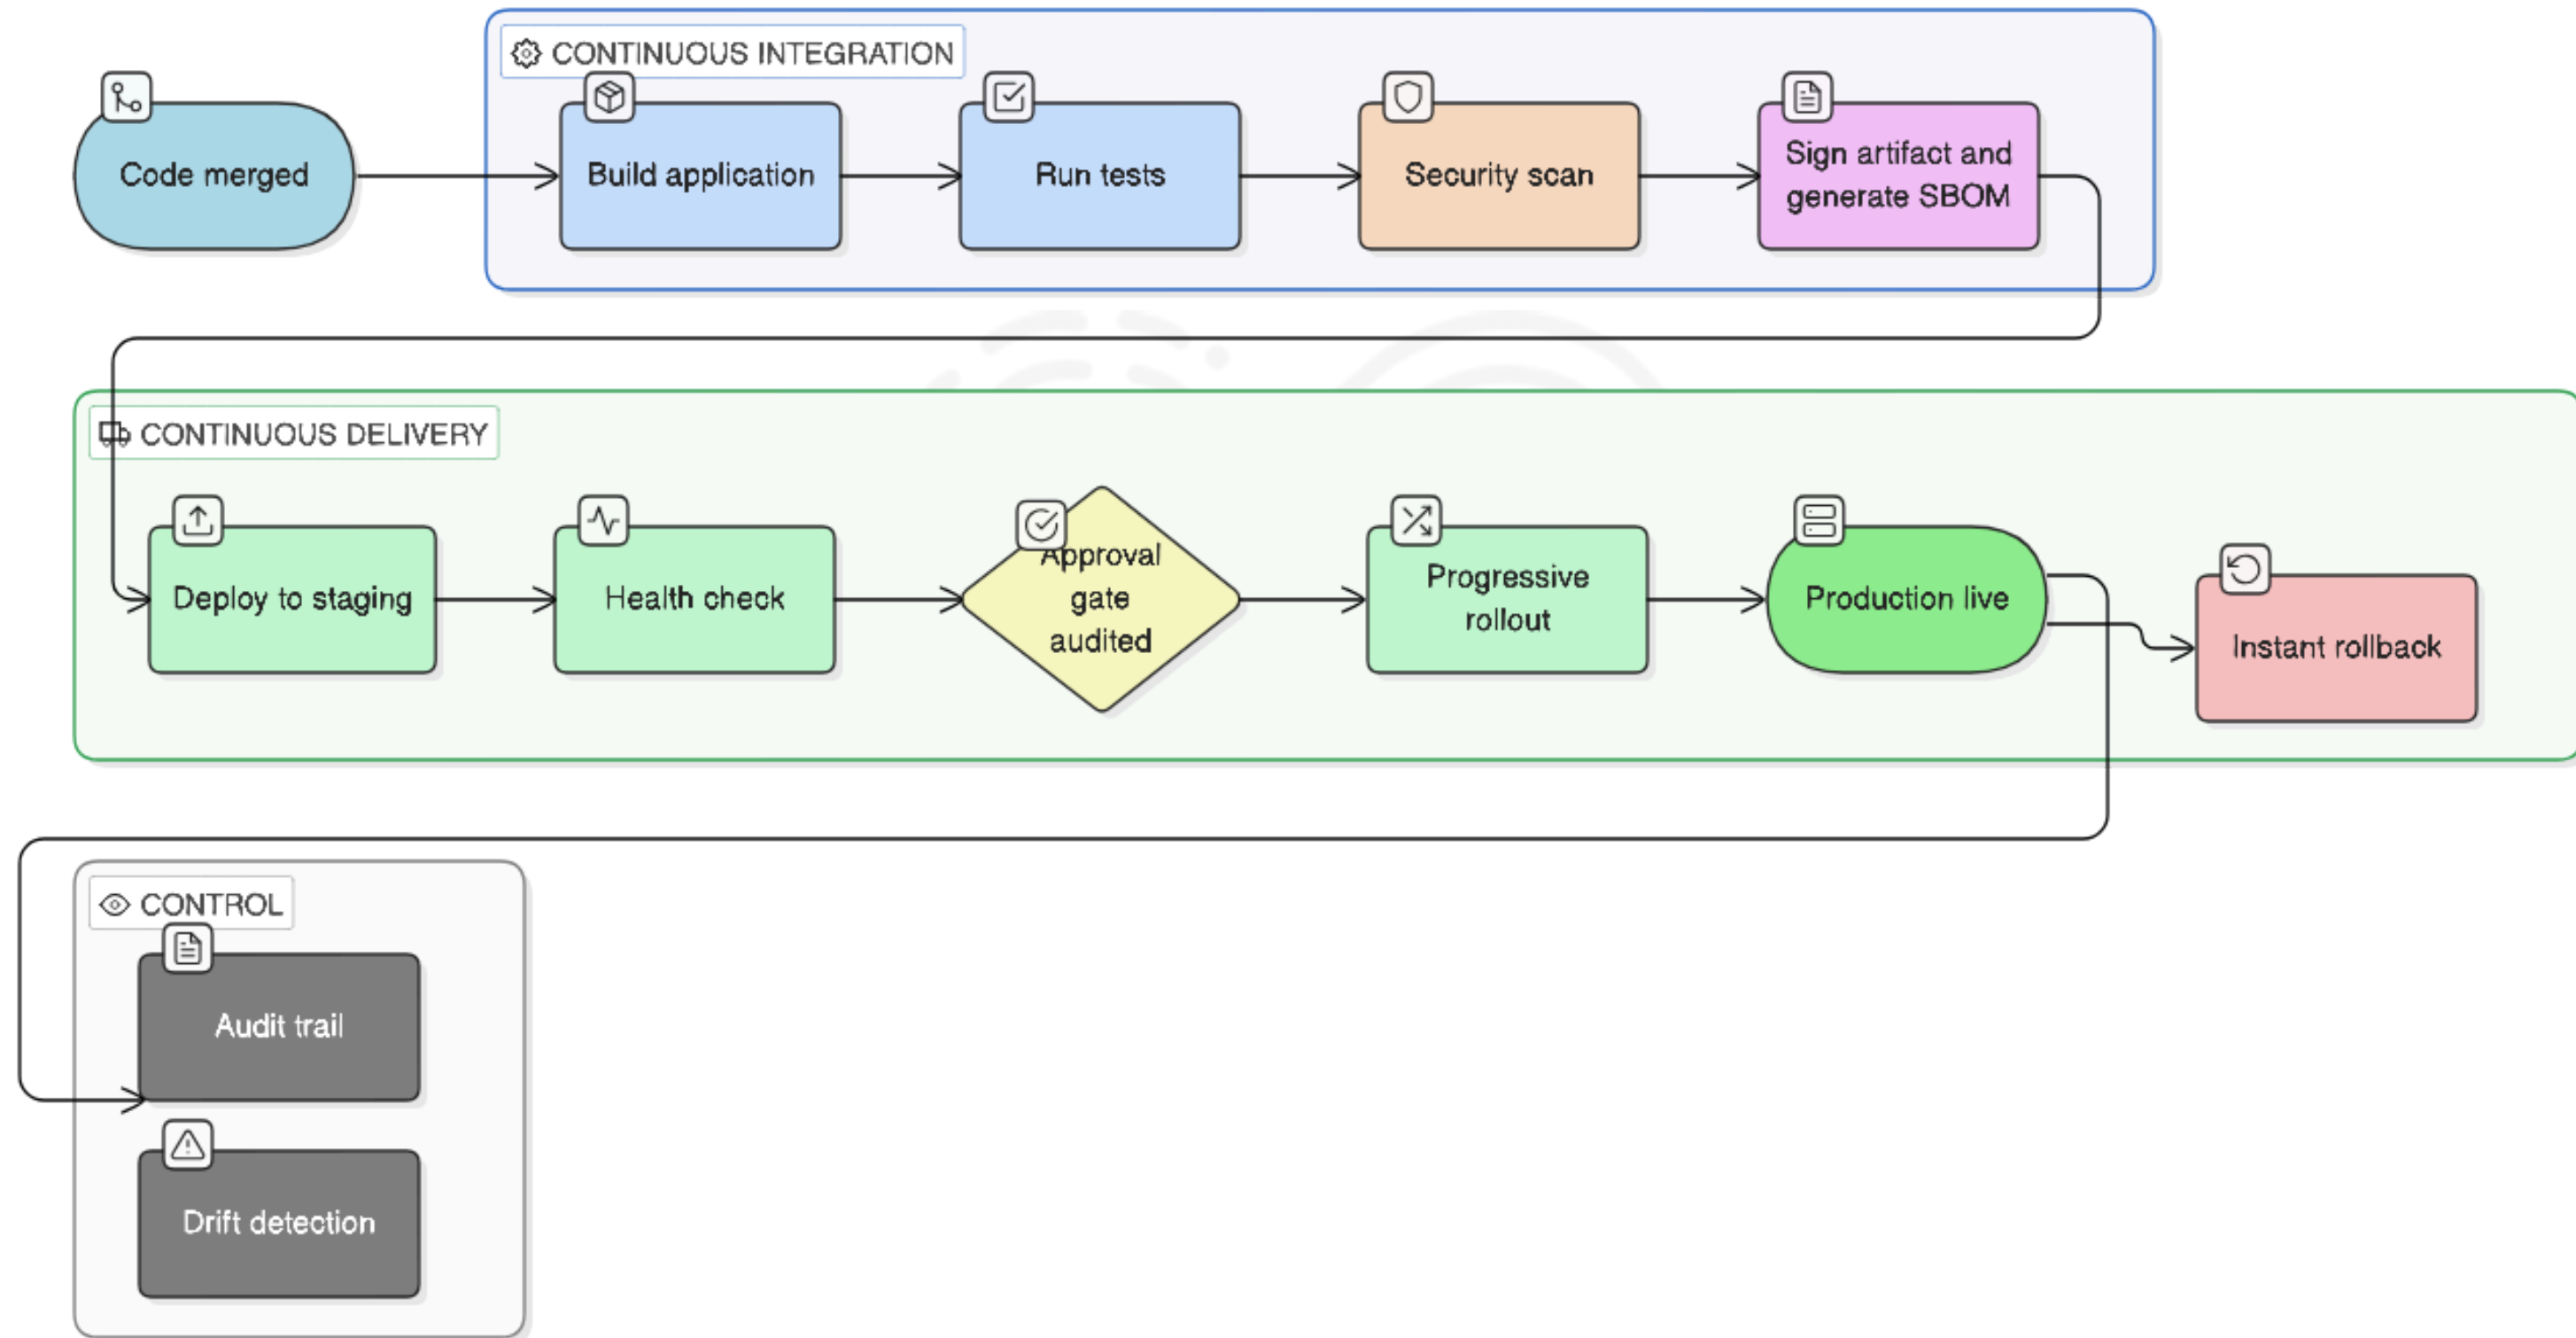 CONTINUOUS INTEGRATION
Code merged
Build application
Run tests
Security scan
Sign artifact and
generate SBOM
CONTINUOUS DELIVERY
Deploy to staging
Health check
Approval
gate
audited
Progressive
rollout
Production live
Instant rollback
CONTROL
Audit trail
Drift detection